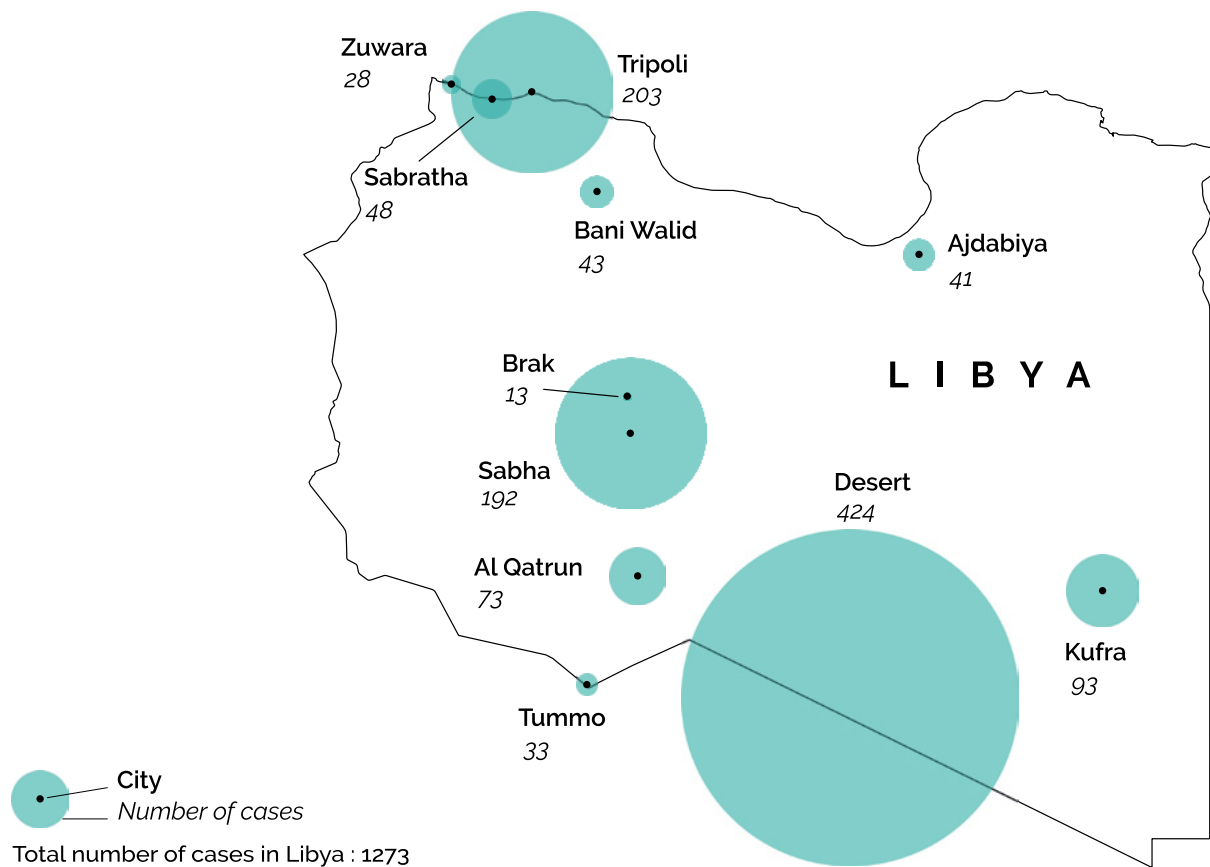 Zuwara
28
Tripoli
203
Sabratha
48
Bani Walid
43
Ajdabiya
41
Brak
13
LIBYA
Sabha
192
Desert
424
Al Qatrun
73
Kufra
93
Tummo
33
City
Number of cases
Total number of cases in Libya : 1273